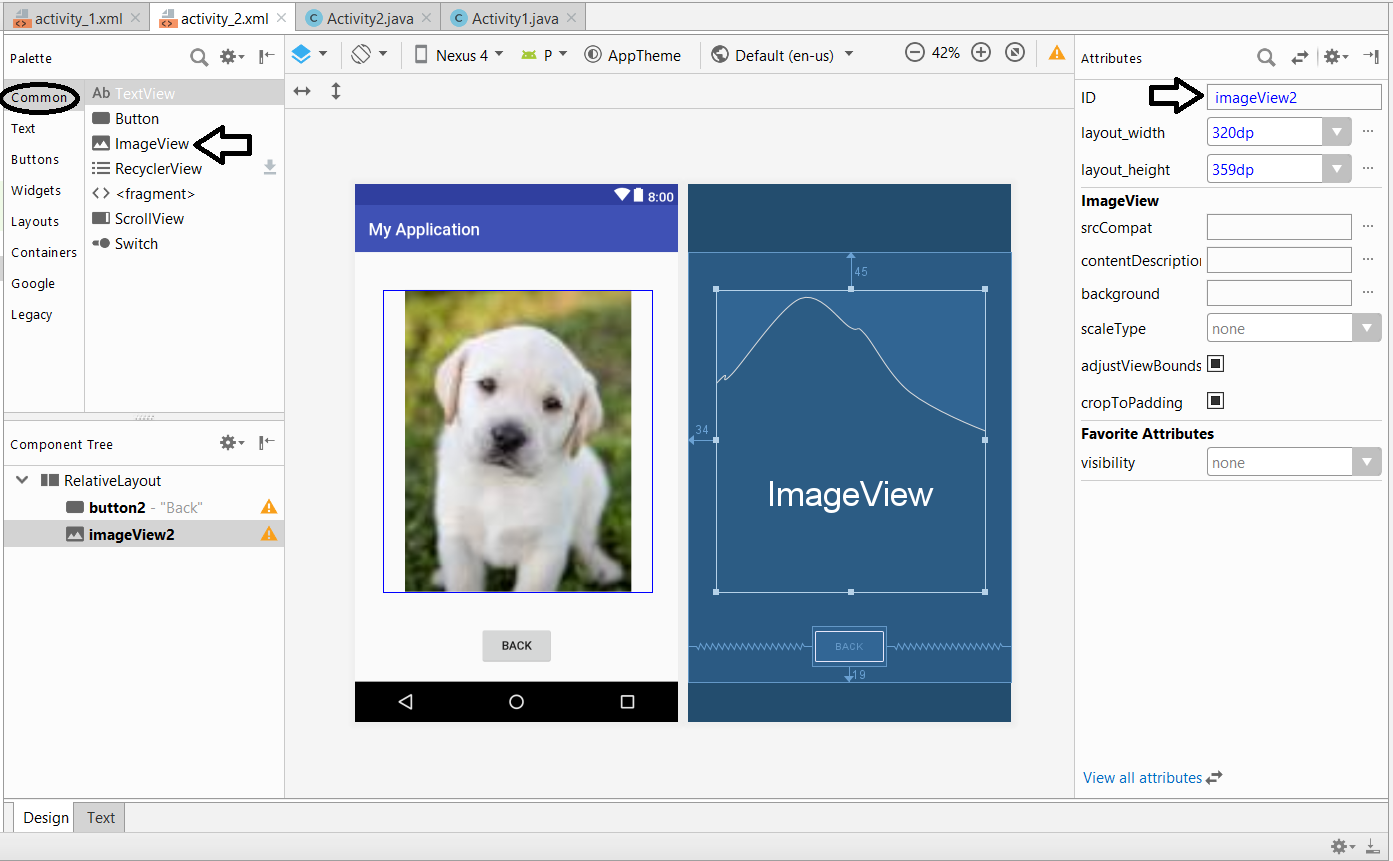 activity_1.xml activity_2.xml Activity2.java Activity1.java
Palette
Common
Text
Buttons
Widgets
Layouts
Containers
Google
Legacy
Ab TextView
Button
ImageView
RecyclerView
<fragment>
ScrollView
Switch
Component Tree
RelativeLayout
button2 - "Back"
imageView2
Nexus 4 P AppTheme Default (en-us) 42%
8:00
My Application
BACK
45
34
ImageView
BACK
19
Attributes
ID imageView2
layout_width 320dp
layout_height 359dp
ImageView
srcCompat
contentDescription
background
scaleType none
adjustViewBounds
cropToPadding
Favorite Attributes
visibility none
View all attributes
Design Text